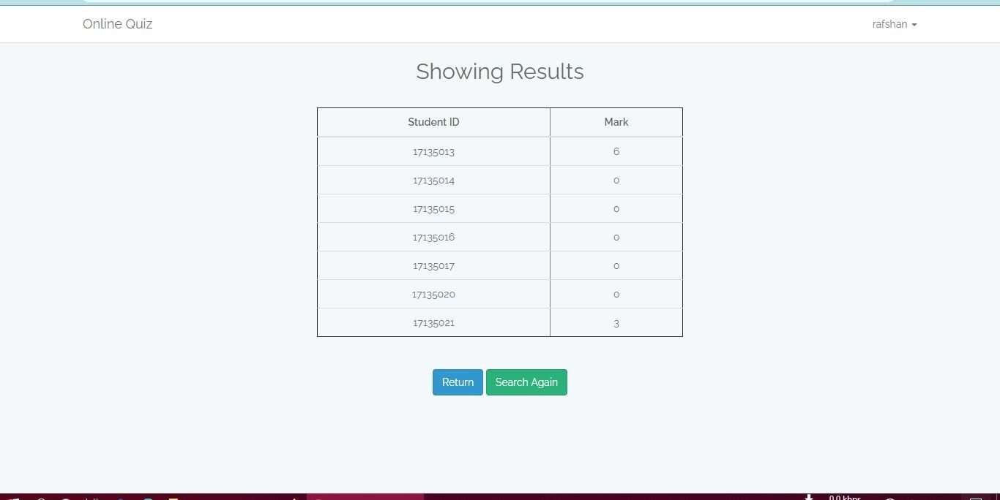 Online Quiz rafshan
Showing Results
Student ID Mark
17135013 6
17135014 0
17135015 0
17135016 0
17135017 0
17135020 0
17135021 3
Return Search Again
0.0 kbps